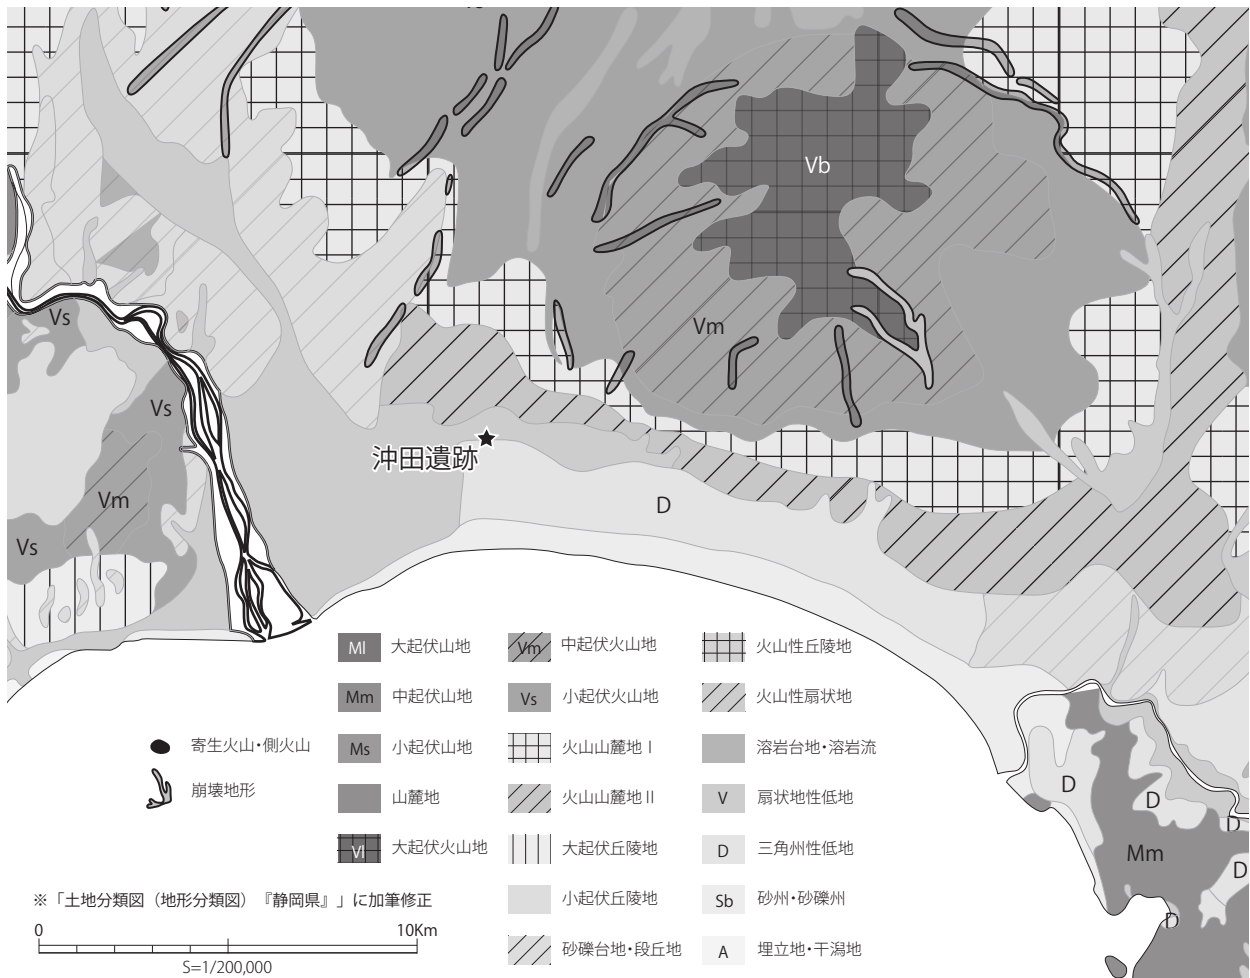 Vb
Vs
Vm
Vs
沖田遺跡
Vm
D
Vs
Ml 大起伏山地
Mm 中起伏山地
Ms 小起伏山地
山麓地
Vl 大起伏火山地
Vm 中起伏火山地
Vs 小起伏火山地
火山山麓地Ⅰ
火山山麓地Ⅱ
大起伏丘陵地
小起伏丘陵地
砂礫台地・段丘地
火山性丘陵地
火山性扇状地
溶岩台地・溶岩流
V 扇状地性低地
D 三角州性低地
Sb 砂州・砂礫州
A 埋立地・干潟地
寄生火山・側火山
崩壊地形
D
D
D
Mm
D
D
※「土地分類図（地形分類図）『静岡県』」に加筆修正
0 10Km
S=1/200,000